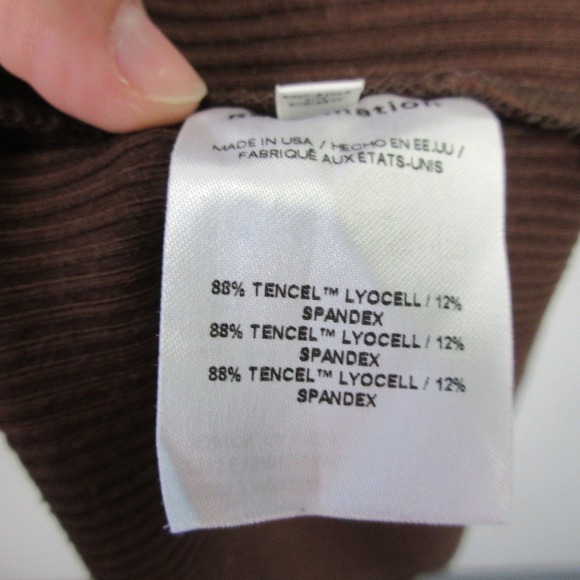 MADE IN USA / HECHO EN EE.UU /
FABRIQUÉ AUX ÉTATS-UNIS
88% TENCEL™ LYOCELL / 12%
SPANDEX
88% TENCEL™ LYOCELL / 12%
SPANDEX
88% TENCEL™ LYOCELL / 12%
SPANDEX